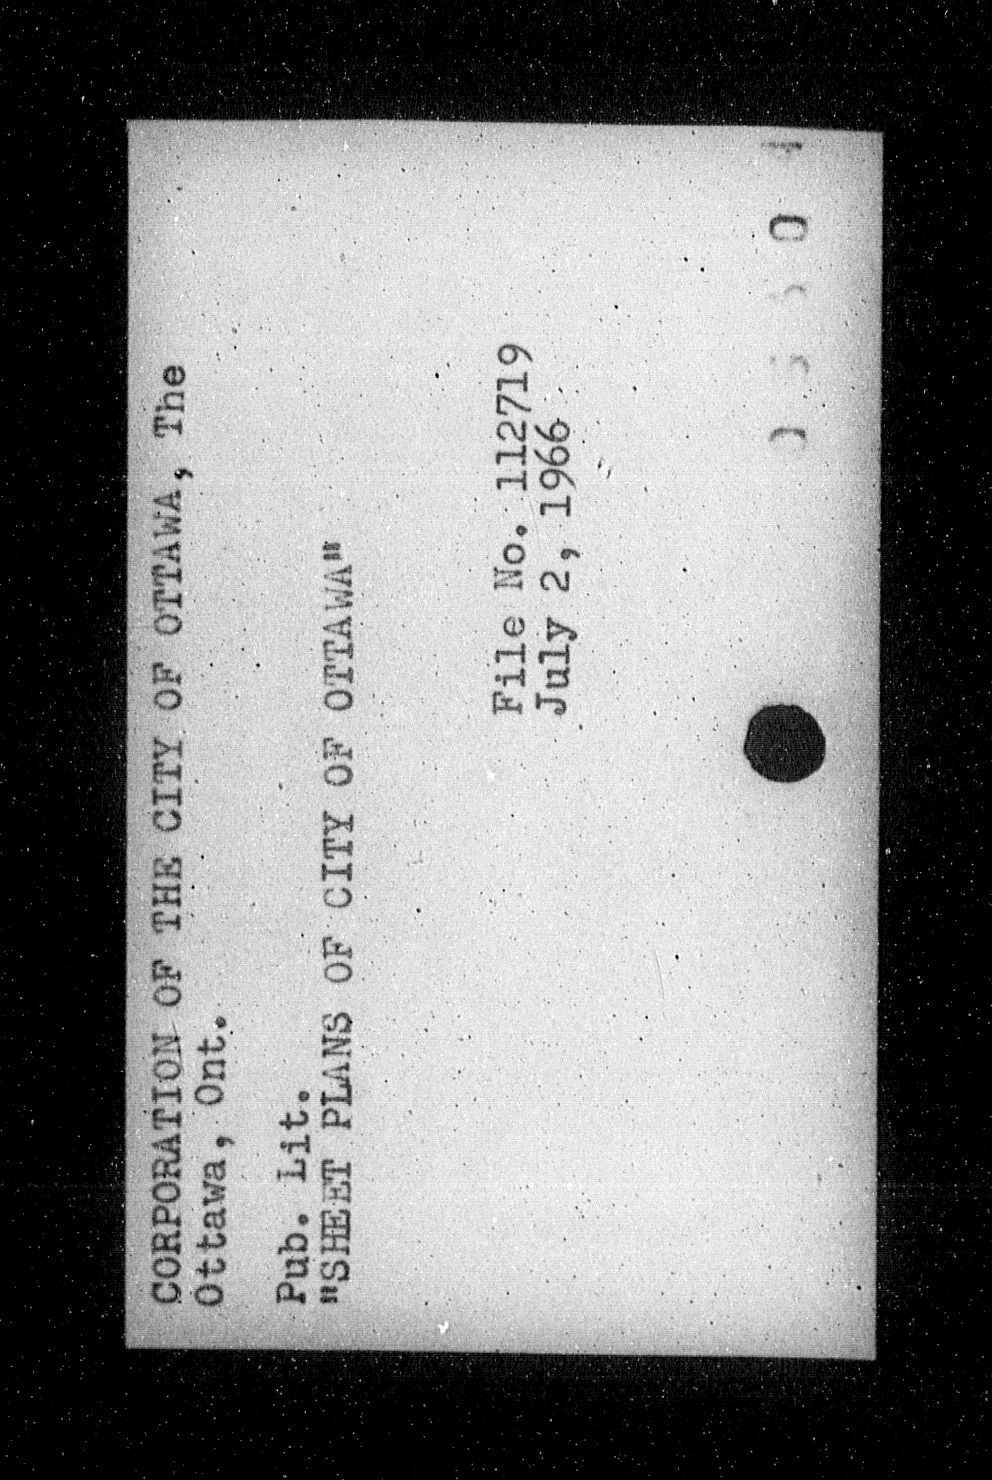 CORPORATION OF THE CITY OF OTTAWA, The
Ottawa, Ont.
Pub. Lit.
"SHEET PLANS OF CITY OF OTTAWA"
File No. 112719
July 2, 1966